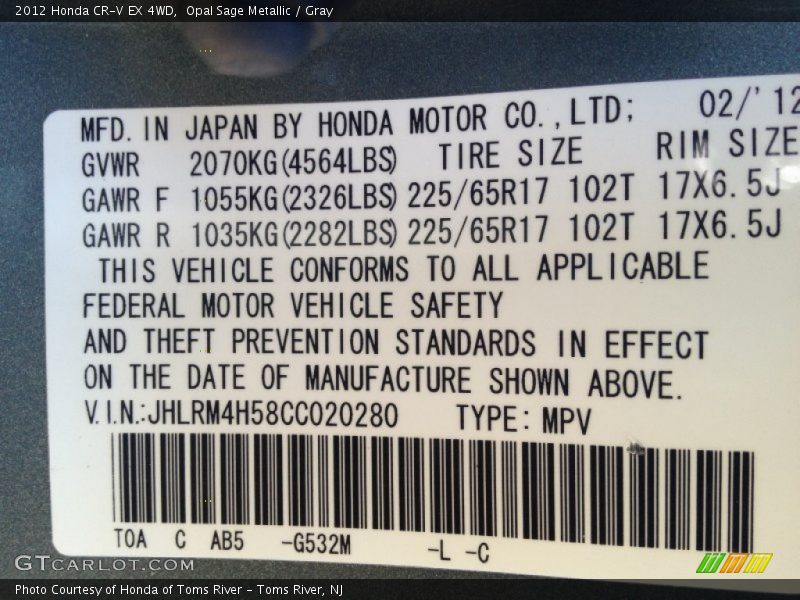 2012 Honda CR-V EX 4WD,  Opal Sage Metallic / Gray
MFD. IN JAPAN BY HONDA MOTOR CO., LTD; 02/'12
GVWR 2070KG(4564LBS) TIRE SIZE RIM SIZE
GAWR F 1055KG(2326LBS) 225/65R17 102T 17X6.5J
GAWR R 1035KG(2282LBS) 225/65R17 102T 17X6.5J
THIS VEHICLE CONFORMS TO ALL APPLICABLE
FEDERAL MOTOR VEHICLE SAFETY
AND THEFT PREVENTION STANDARDS IN EFFECT
ON THE DATE OF MANUFACTURE SHOWN ABOVE.
V.I.N.:JHLRM4H58CC020280 TYPE: MPV
TOA C AB5 -G532M -L -C
GTCARLOT.COM
Photo Courtesy of Honda of Toms River - Toms River, NJ